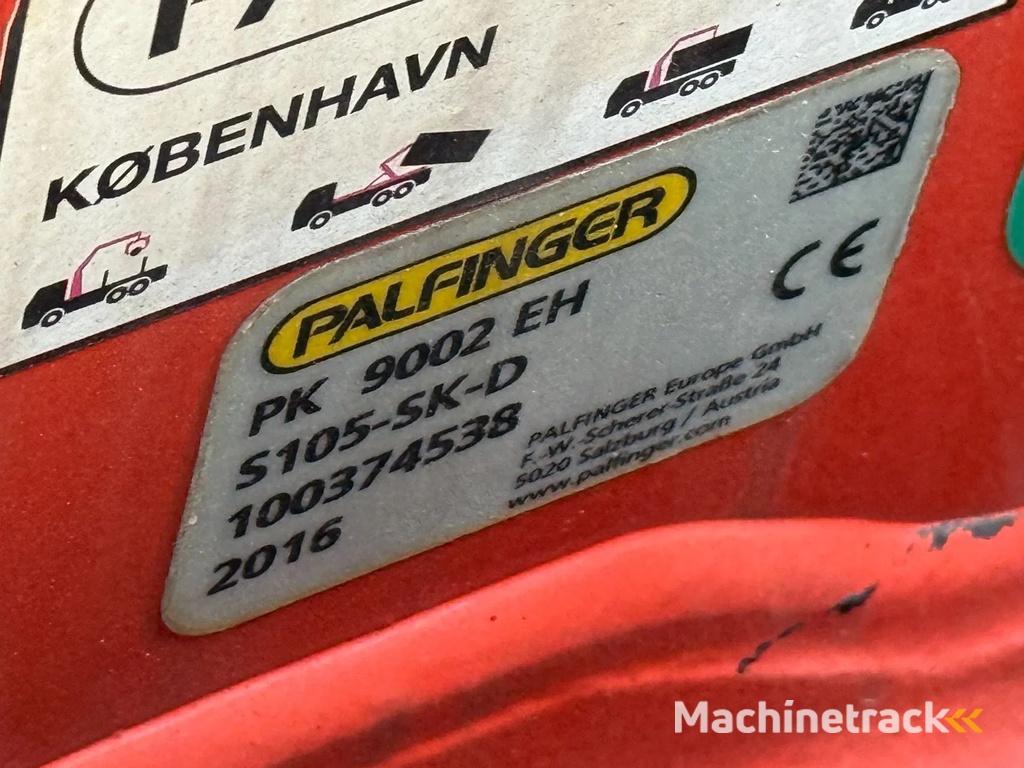 KØBENHAVN
PALFINGER
PK 9002 EH
S105-SK-D
100374538
2016
CE
PALFINGER Europe GmbH
F.-W.-Scherer-Straße 24
5020 Salzburg / Austria
www.palfinger.com
Machinetrack